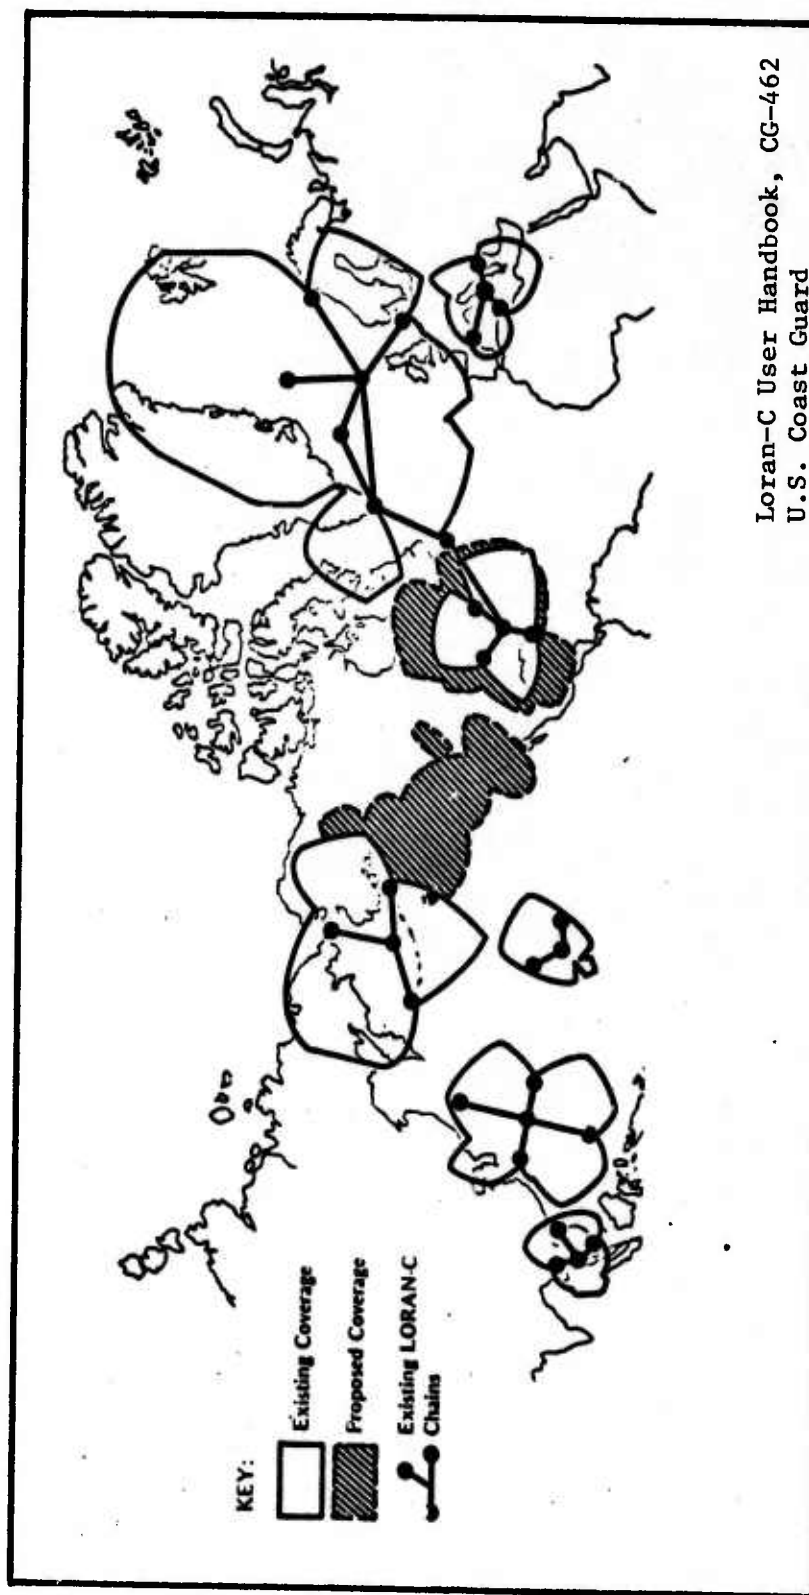 KEY:
Existing Coverage
Proposed Coverage
Existing LORAN-C
Chains
Loran-C User Handbook, CG-462
U.S. Coast Guard